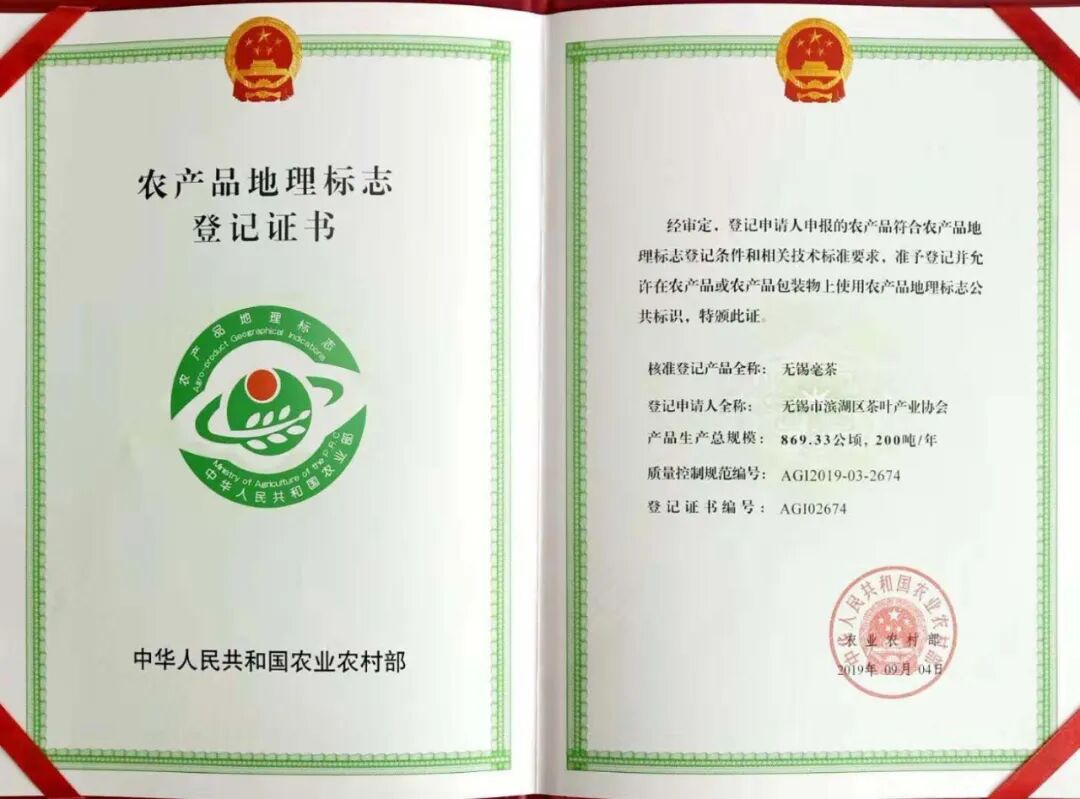 农产品地理标志
登记证书
农产品地理标志
Agro-product Geographical Indications
Ministry of Agriculture of the P.R.C
中华人民共和国农业部
中华人民共和国农业农村部
经审定，登记申请人申报的农产品符合农产品地
理标志登记条件和相关技术标准要求，准予登记并允
许在农产品或农产品包装物上使用农产品地理标志公
共标识，特颁此证。
核准登记产品全称：无锡毫茶
登记申请人全称：无锡市滨湖区茶叶产业协会
产品生产总规模：869.33公顷，200吨/年
质量控制规范编号：AGI2019-03-2674
登记证书编号：AGI02674
中华人民共和国农业农村部
农业农村部
2019年 09月 04日